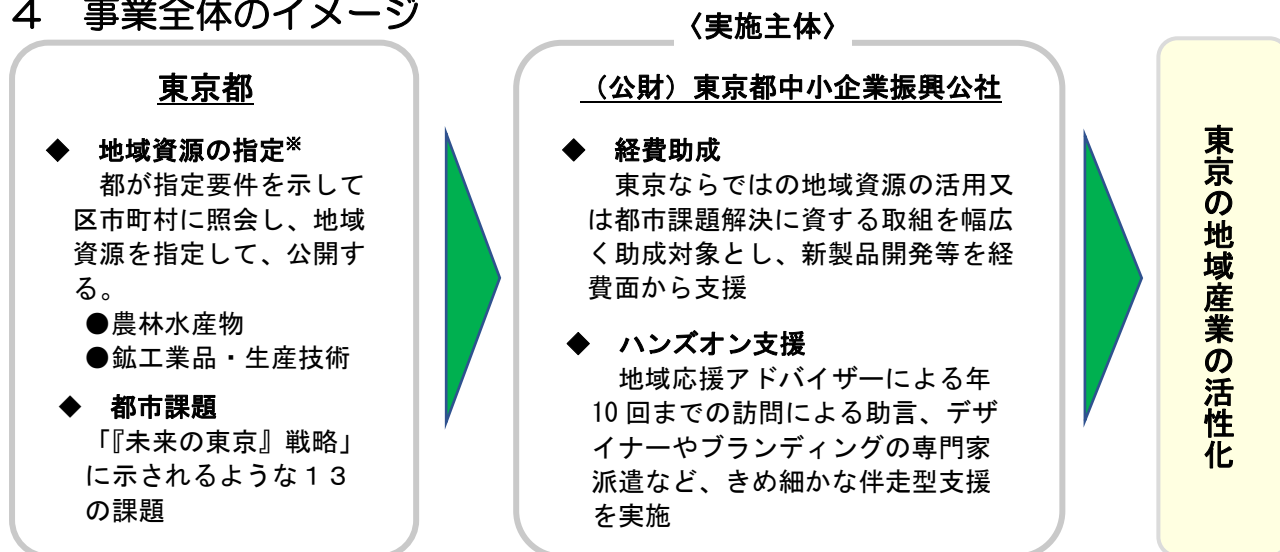 ４　事業全体のイメージ
東京都
◆　地域資源の指定※
都が指定要件を示して
区市町村に照会し、地域
資源を指定して、公開す
る。
●農林水産物
●鉱工業品・生産技術
◆　都市課題
「『未来の東京』戦略」
に示されるような１３
の課題
〈実施主体〉
（公財）東京都中小企業振興公社
◆　経費助成
東京ならではの地域資源の活用又
は都市課題解決に資する取組を幅広
く助成対象とし、新製品開発等を経
費面から支援
◆　ハンズオン支援
地域応援アドバイザーによる年
10 回までの訪問による助言、デザ
イナーやブランディングの専門家
派遣など、きめ細かな伴走型支援
を実施
東京の地域産業の活性化